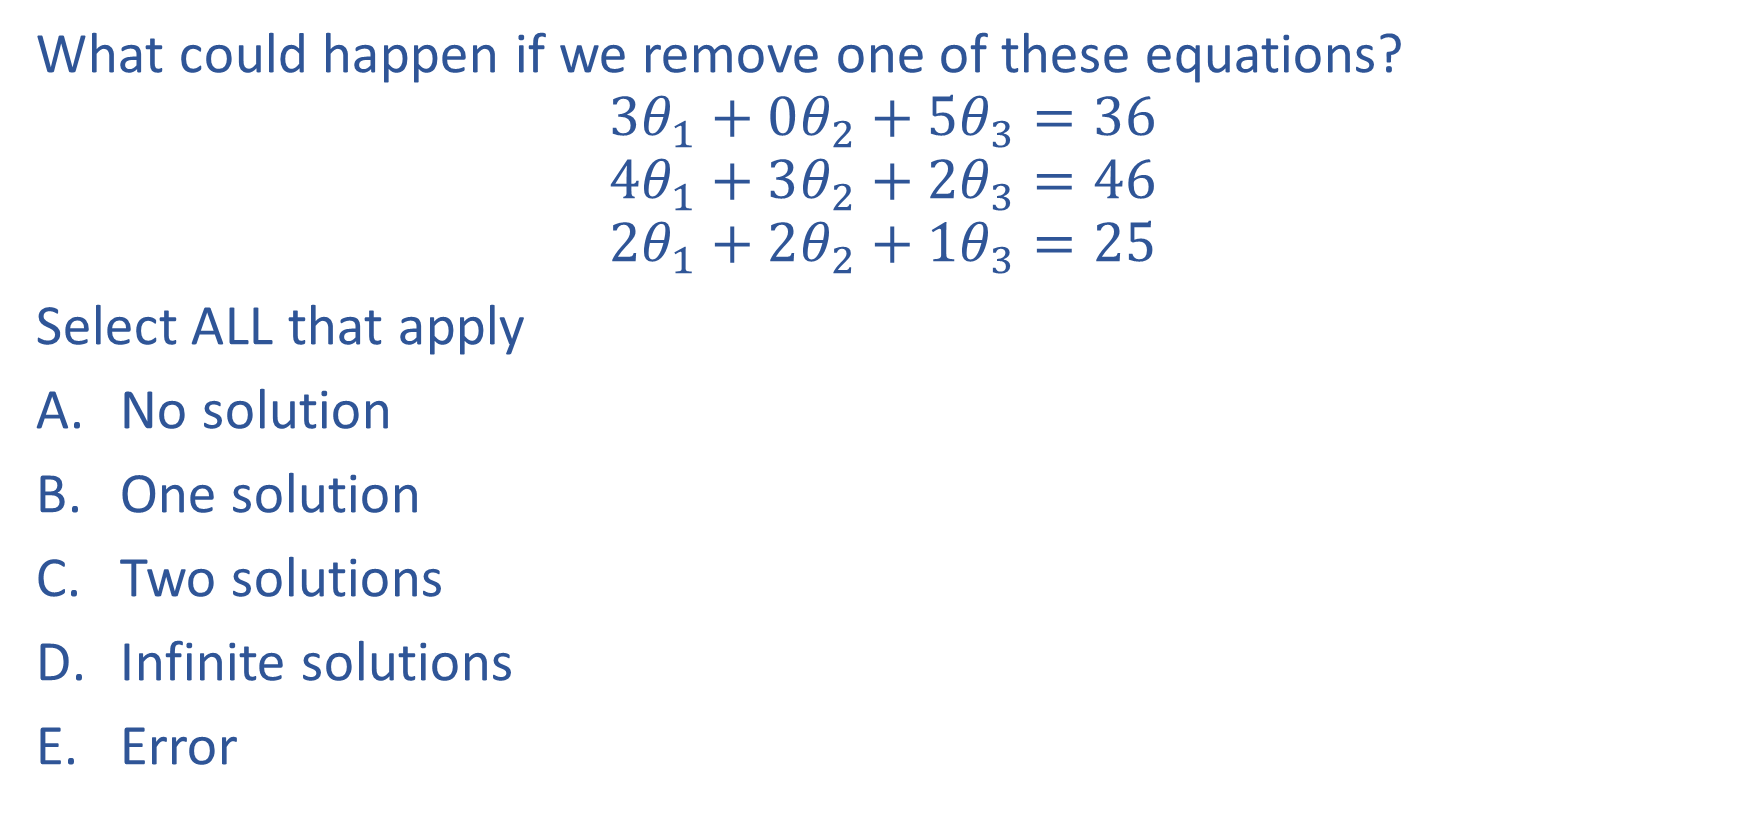 What could happen if we remove one of these equations?
3θ₁ + 0θ₂ + 5θ₃ = 36
4θ₁ + 3θ₂ + 2θ₃ = 46
2θ₁ + 2θ₂ + 1θ₃ = 25
Select ALL that apply
A. No solution
B. One solution
C. Two solutions
D. Infinite solutions
E. Error